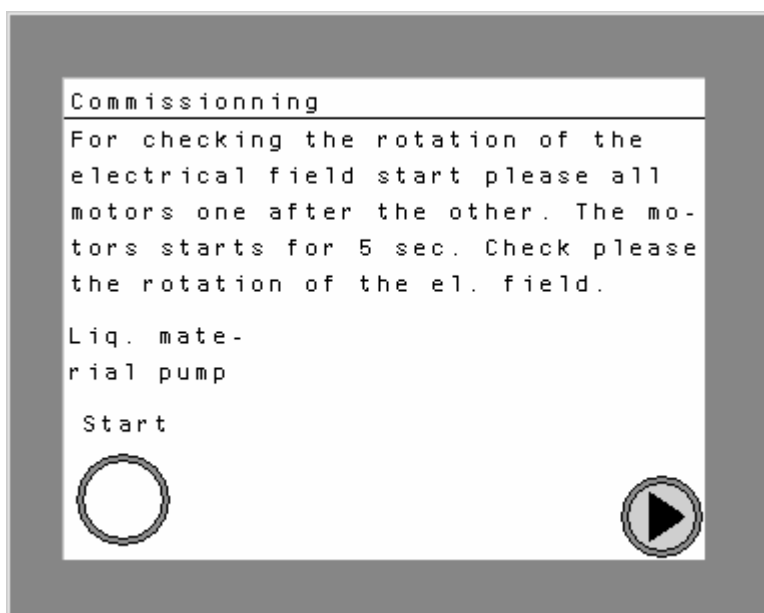 Commissionning
For checking the rotation of the
electrical field start please all
motors one after the other. The mo-
tors starts for 5 sec. Check please
the rotation of the el. field.
Liq. mate-
rial pump
Start